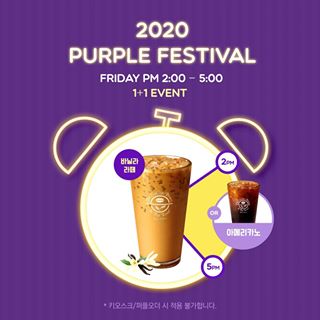 2020
PURPLE FESTIVAL
FRIDAY PM 2:00 – 5:00
1+1 EVENT
바닐라
라떼
2PM
OR
아메리카노
5PM
* 키오스크/퍼플오더 시 적용 불가합니다.